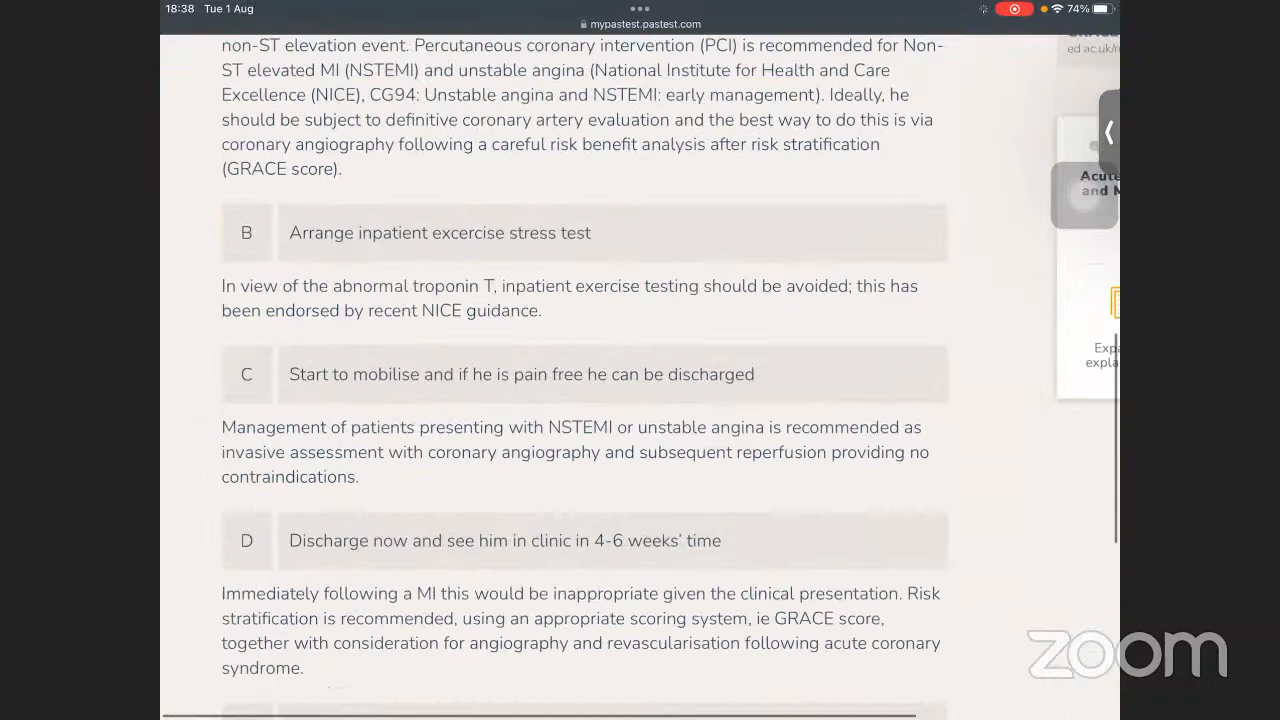 18:38 Tue 1 Aug
74%
mypastest.pastest.com
non-ST elevation event. Percutaneous coronary intervention (PCI) is recommended for Non-
ST elevated MI (NSTEMI) and unstable angina (National Institute for Health and Care
Excellence (NICE), CG94: Unstable angina and NSTEMI: early management). Ideally, he
should be subject to definitive coronary artery evaluation and the best way to do this is via
coronary angiography following a careful risk benefit analysis after risk stratification
(GRACE score).
ed ac.uk/r
Acute
and M
B Arrange inpatient excercise stress test
In view of the abnormal troponin T, inpatient exercise testing should be avoided; this has
been endorsed by recent NICE guidance.
Expa
expla
C Start to mobilise and if he is pain free he can be discharged
Management of patients presenting with NSTEMI or unstable angina is recommended as
invasive assessment with coronary angiography and subsequent reperfusion providing no
contraindications.
D Discharge now and see him in clinic in 4-6 weeks' time
Immediately following a MI this would be inappropriate given the clinical presentation. Risk
stratification is recommended, using an appropriate scoring system, ie GRACE score,
together with consideration for angiography and revascularisation following acute coronary
syndrome.
zoom